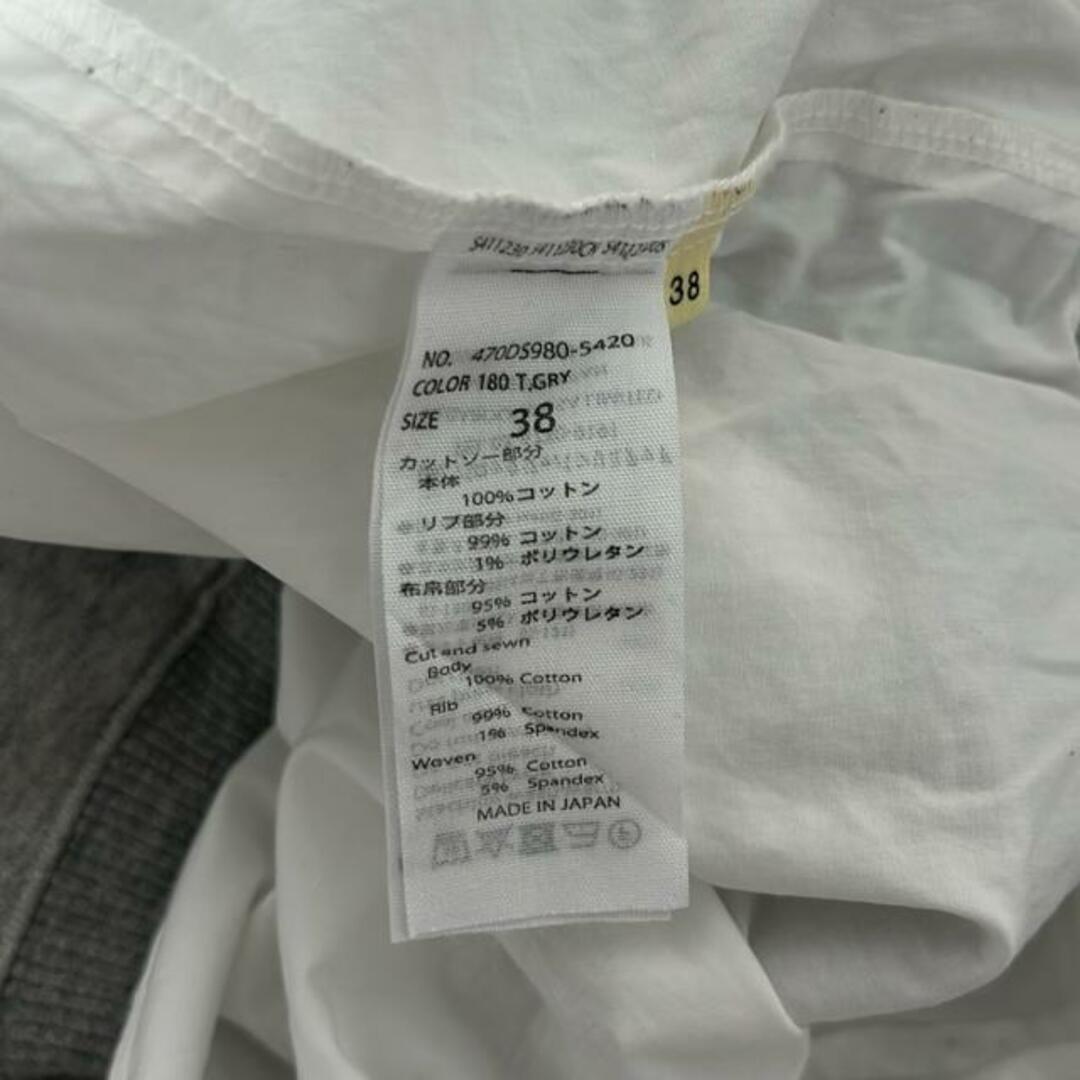 38
NO. 470DS980-5420
COLOR 180 T.GRY
SIZE 38
カットソー部分
本体
100% コットン
リブ部分
99% コットン
1% ポリウレタン
布帛部分
95% コットン
5% ポリウレタン
Cut and sewn
Body
100% Cotton
Rib
99% Cotton
1% Spandex
Woven
95% Cotton
5% Spandex
MADE IN JAPAN